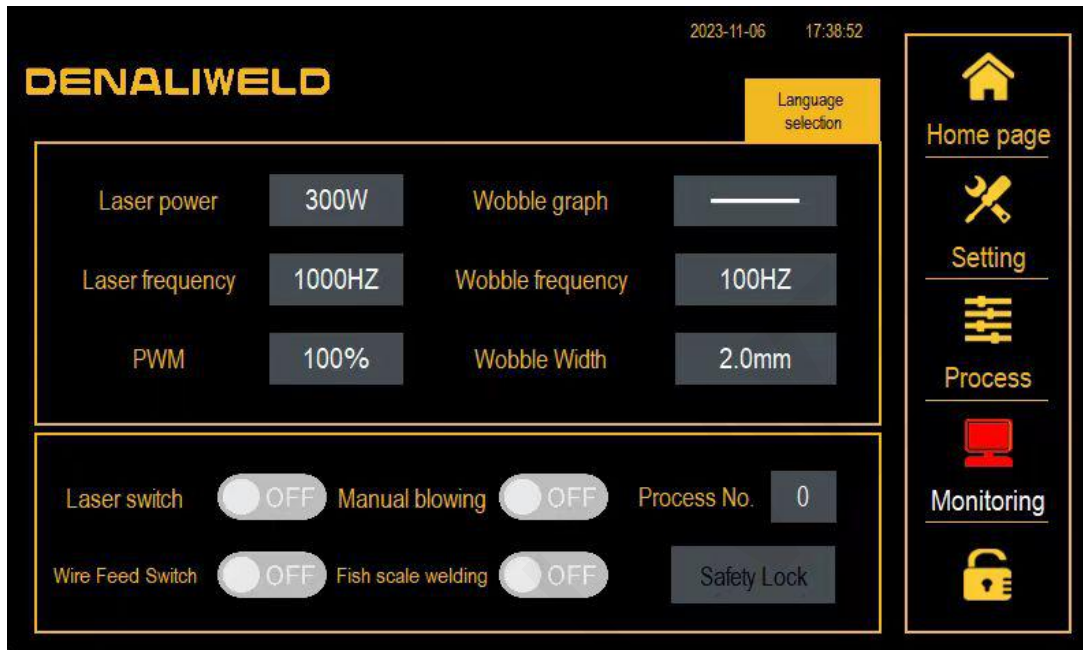 2023-11-06 17:38:52
DENALIWELD
Language
selection
Laser power 300W Wobble graph
Laser frequency 1000HZ Wobble frequency 100HZ
PWM 100% Wobble Width 2.0mm
Laser switch OFF Manual blowing OFF Process No. 0
Wire Feed Switch OFF Fish scale welding OFF Safety Lock
Home page
Setting
Process
Monitoring